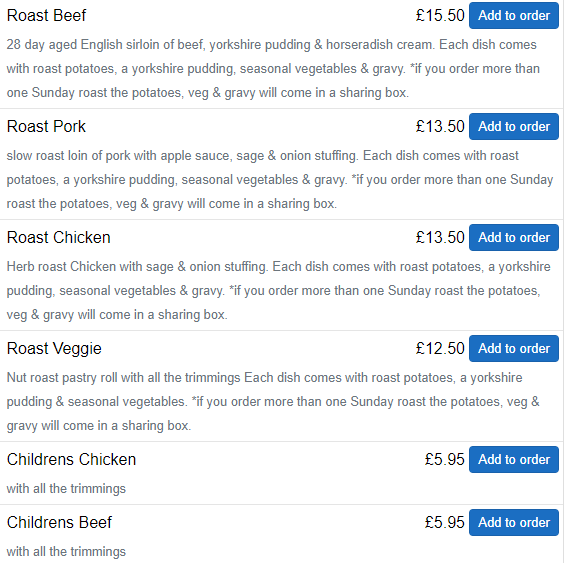 Roast Beef £15.50 Add to order
28 day aged English sirloin of beef, yorkshire pudding & horseradish cream. Each dish comes
with roast potatoes, a yorkshire pudding, seasonal vegetables & gravy. *if you order more than
one Sunday roast the potatoes, veg & gravy will come in a sharing box.
Roast Pork £13.50 Add to order
slow roast loin of pork with apple sauce, sage & onion stuffing. Each dish comes with roast
potatoes, a yorkshire pudding, seasonal vegetables & gravy. *if you order more than one Sunday
roast the potatoes, veg & gravy will come in a sharing box.
Roast Chicken £13.50 Add to order
Herb roast Chicken with sage & onion stuffing. Each dish comes with roast potatoes, a yorkshire
pudding, seasonal vegetables & gravy. *if you order more than one Sunday roast the potatoes,
veg & gravy will come in a sharing box.
Roast Veggie £12.50 Add to order
Nut roast pastry roll with all the trimmings Each dish comes with roast potatoes, a yorkshire
pudding & seasonal vegetables. *if you order more than one Sunday roast the potatoes, veg &
gravy will come in a sharing box.
Childrens Chicken £5.95 Add to order
with all the trimmings
Childrens Beef £5.95 Add to order
with all the trimmings